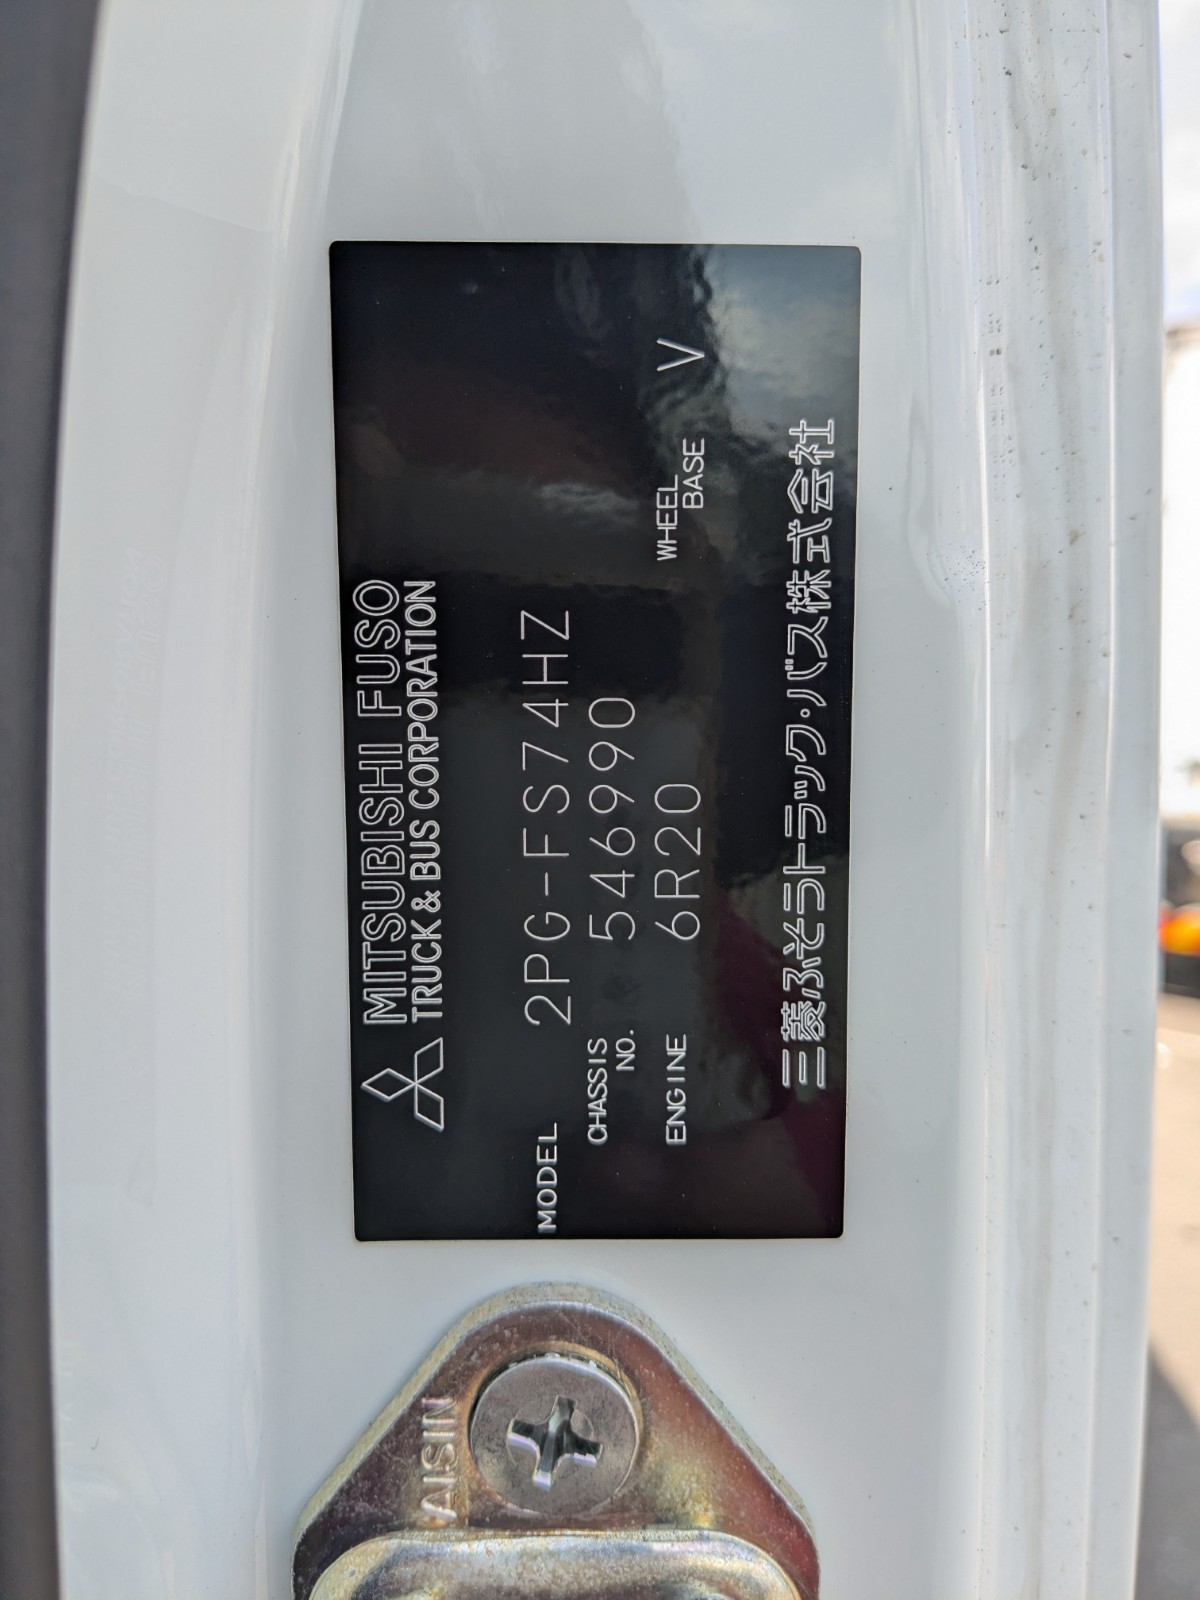 MITSUBISHI FUSO
TRUCK & BUS CORPORATION
MODEL 2PG-FS74HZ
CHASSIS NO. 546990
ENGINE 6R20 WHEEL BASE V
三菱ふそうトラック・バス株式会社
AISIN